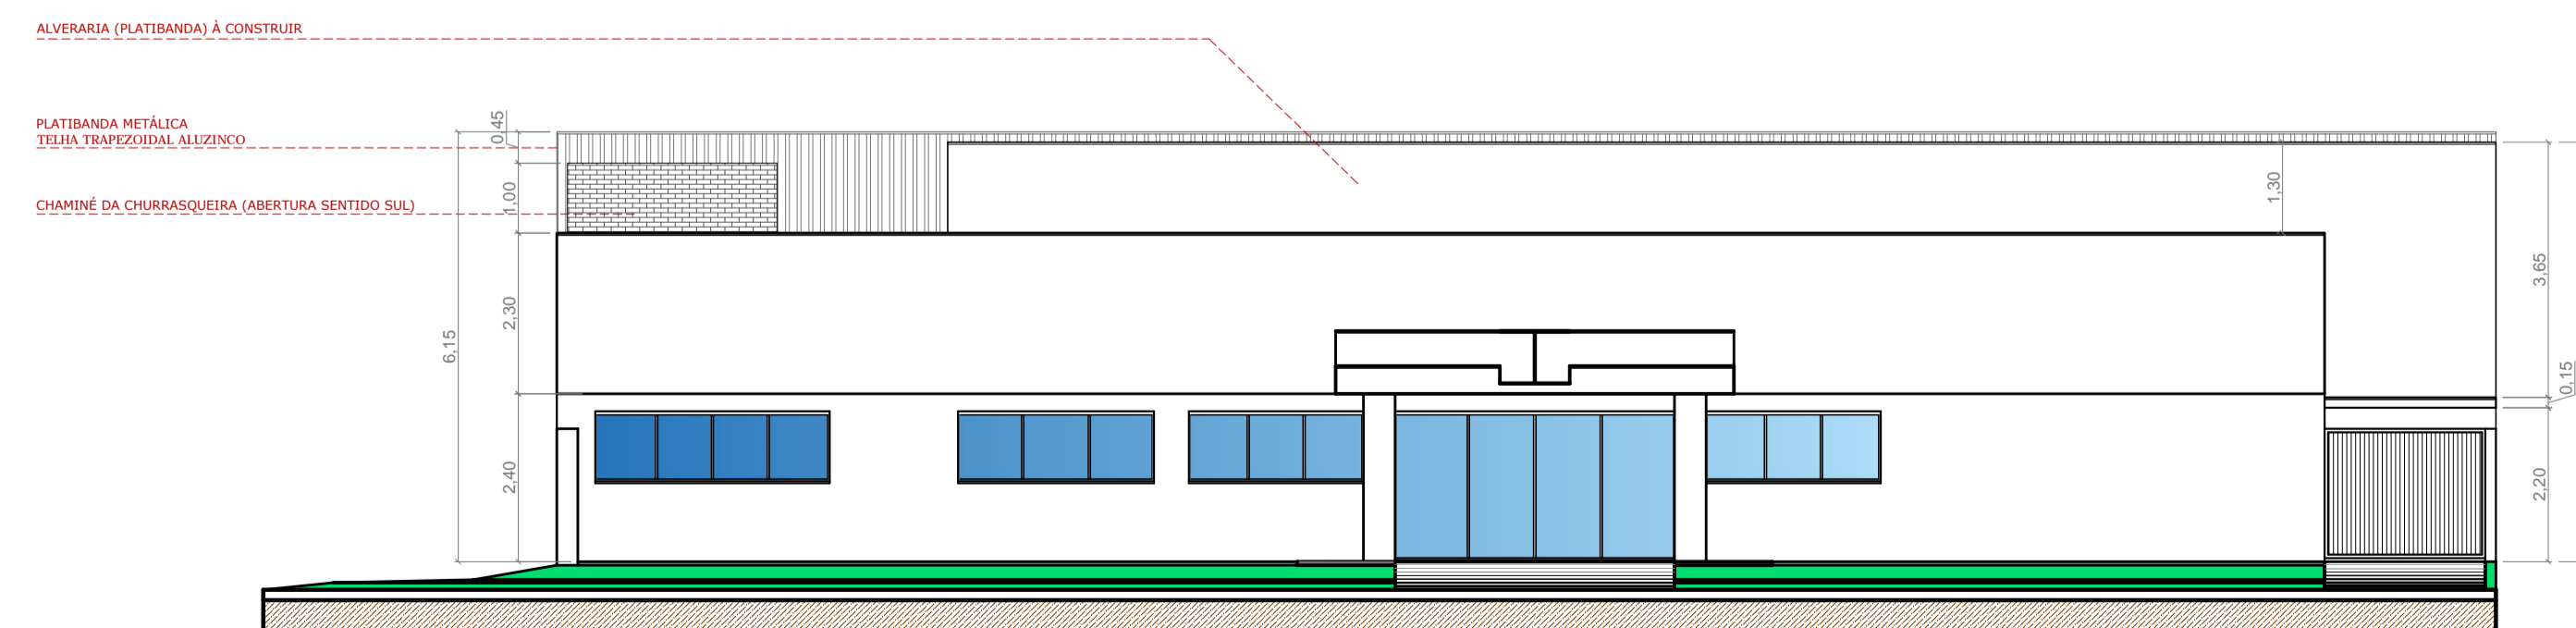 ALVERARIA (PLATIBANDA) À CONSTRUIR
PLATIBANDA METÁLICA
TELHA TRAPEZOIDAL ALUZINCO
CHAMINÉ DA CHURRASQUEIRA (ABERTURA SENTIDO SUL)
0,45
1,00
2,30
6,15
2,40
1,30
3,65
0,15
2,20